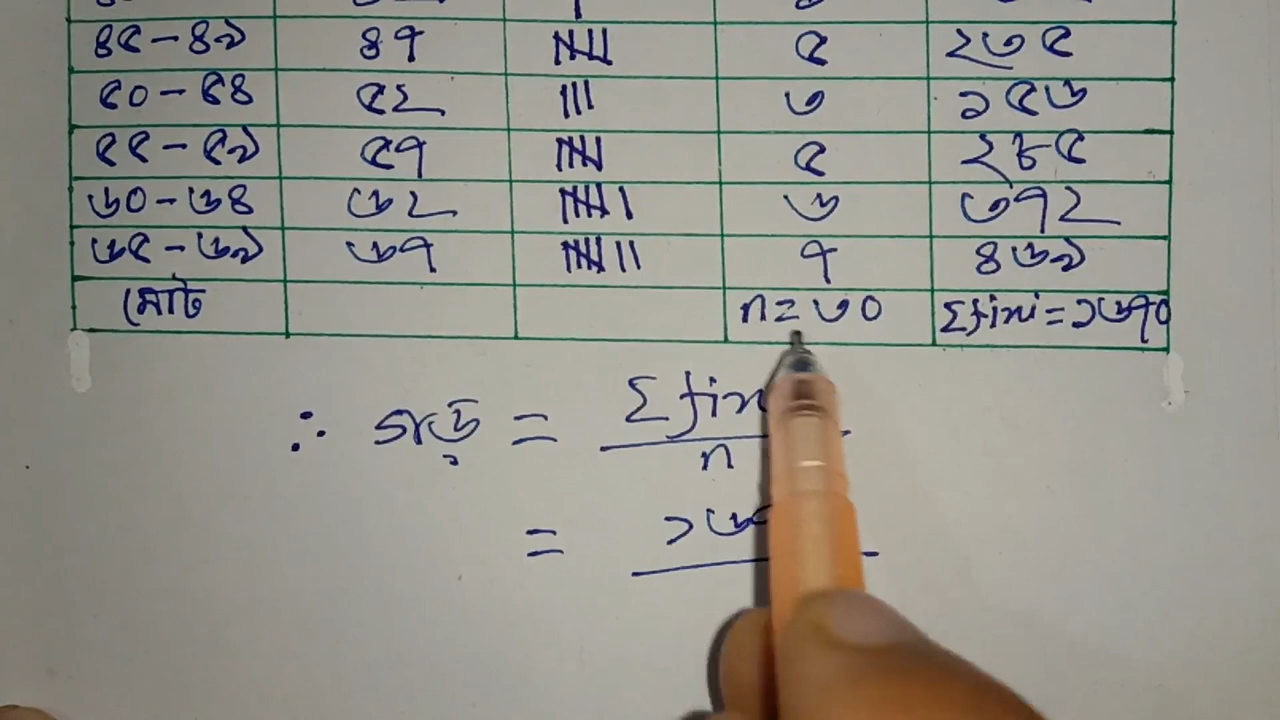 ৪৫-৪৯ ৪৭ 𝍸 ৫ ২৩৫
৫০-৫৪ ৫২ ||| ৩ ১৫৬
৫৫-৫৯ ৫৭ 𝍸 ৫ ২৮৫
৬০-৬৪ ৬২ 𝍸| ৬ ৩৭২
৬৫-৬৯ ৬৭ 𝍸|| ৭ ৪৬৯
মোট n=৩০ Σfixi=১৬৭০
∴ গড় = Σfixi / n
= ১৬